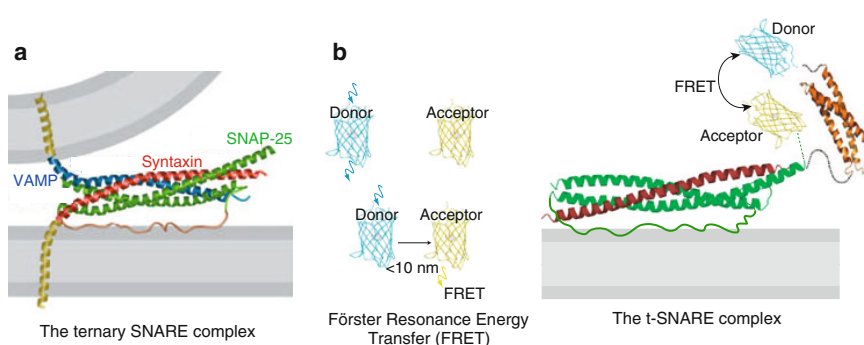 a
SNAP-25
Syntaxin
VAMP
The ternary SNARE complex
b
Donor
Acceptor
Donor
Acceptor
<10 nm
FRET
Förster Resonance Energy
Transfer (FRET)
Donor
FRET
Acceptor
The t-SNARE complex